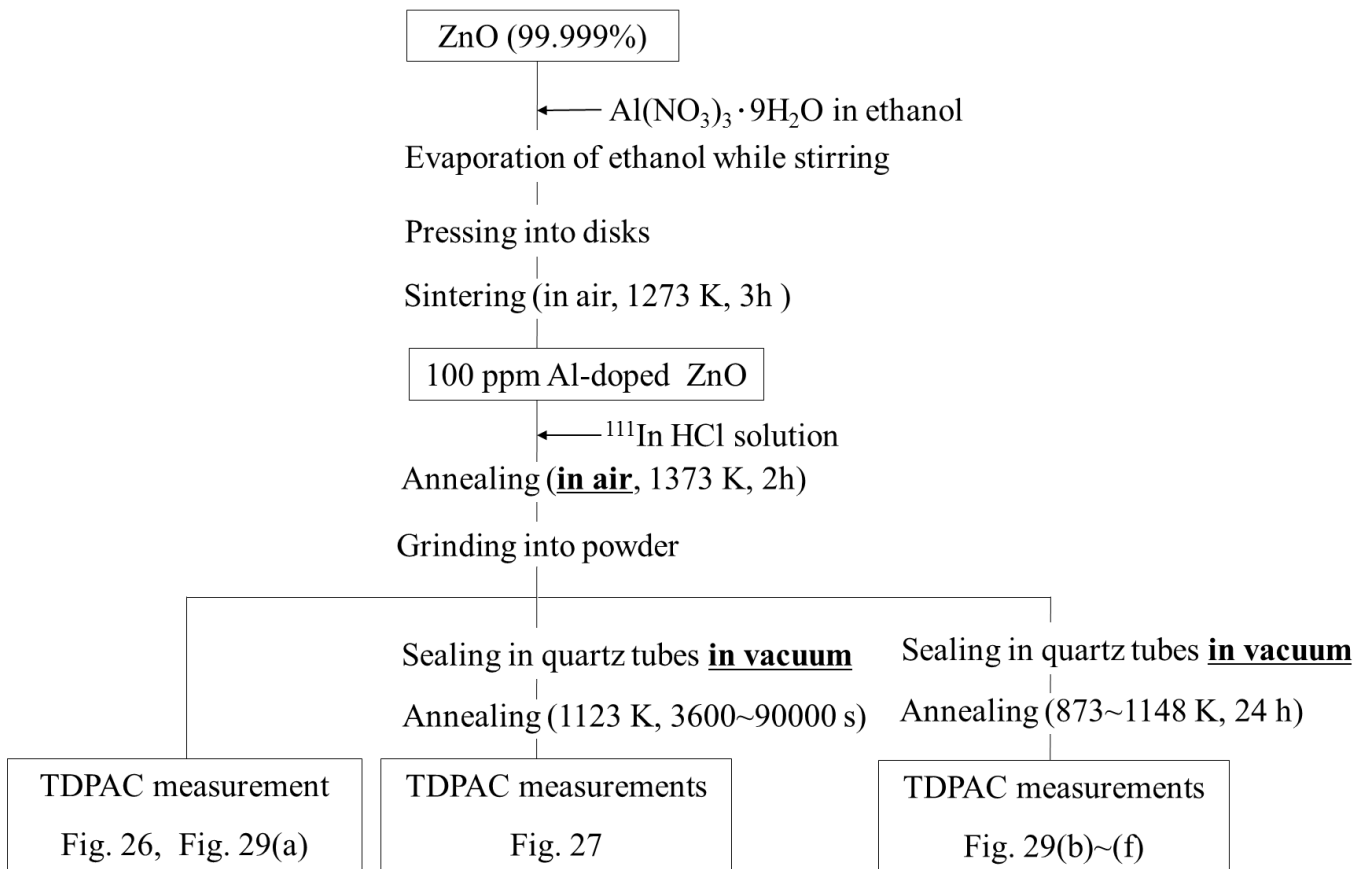 ZnO (99.999%)
Al(NO₃)₃·9H₂O in ethanol
Evaporation of ethanol while stirring
Pressing into disks
Sintering (in air, 1273 K, 3h )
100 ppm Al-doped ZnO
¹¹¹In HCl solution
Annealing (in air, 1373 K, 2h)
Grinding into powder
Sealing in quartz tubes in vacuum
Annealing (1123 K, 3600~90000 s)
Sealing in quartz tubes in vacuum
Annealing (873~1148 K, 24 h)
TDPAC measurement
Fig. 26, Fig. 29(a)
TDPAC measurements
Fig. 27
TDPAC measurements
Fig. 29(b)~(f)